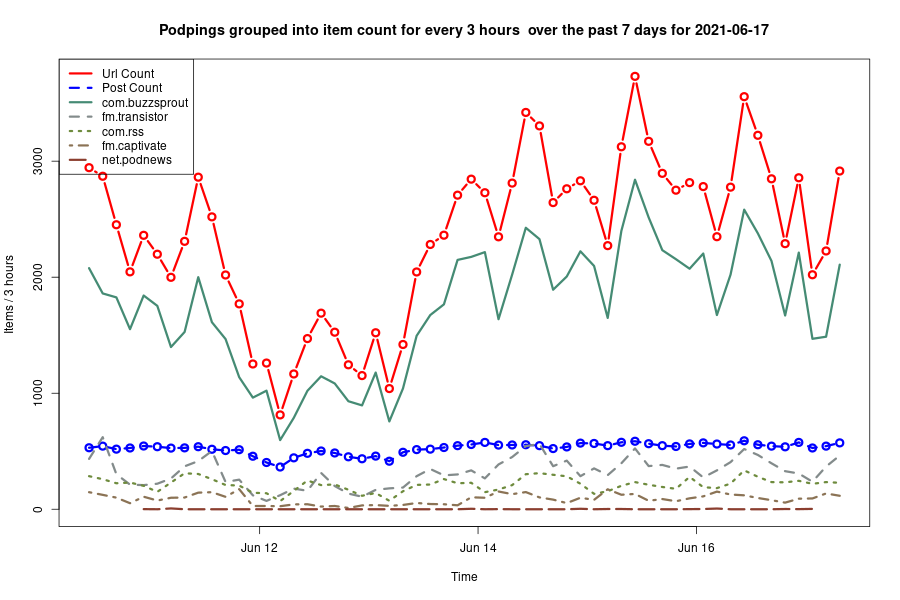 Podpings grouped into item count for every 3 hours  over the past 7 days for 2021-06-17
Url Count
Post Count
com.buzzsprout
fm.transistor
com.rss
fm.captivate
net.podnews
Items / 3 hours
3000
2000
1000
0
Jun 12
Jun 14
Jun 16
Time